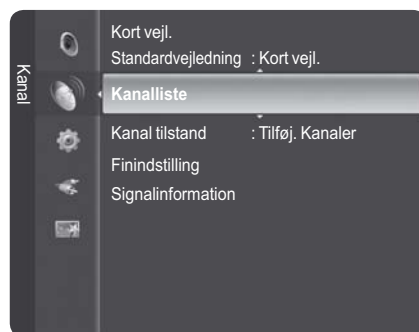 Kanal
Kort vejl.
Standardvejledning : Kort vejl.
Kanalliste
Kanal tilstand : Tilføj. Kanaler
Finindstilling
Signalinformation